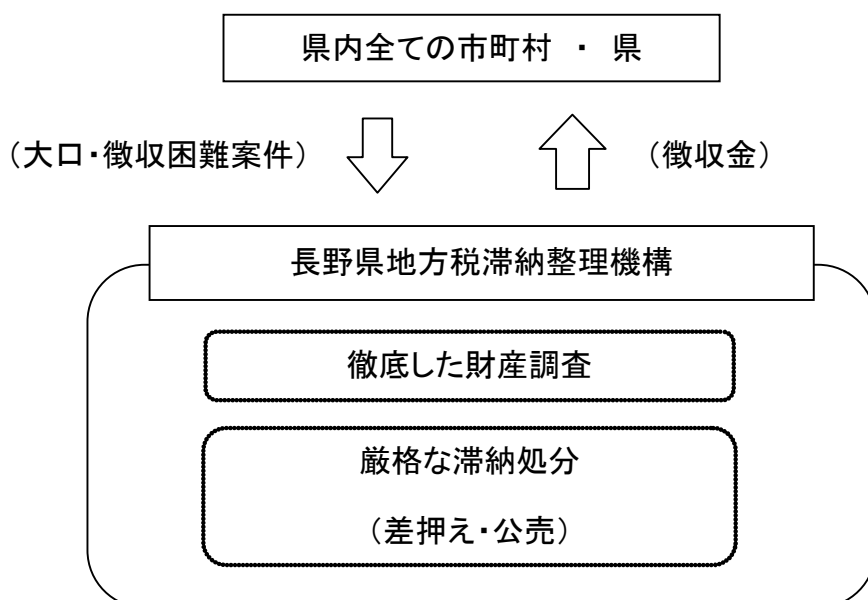 県内全ての市町村 ・ 県
(大口・徴収困難案件)
(徴収金)
長野県地方税滞納整理機構
徹底した財産調査
厳格な滞納処分
(差押え・公売)